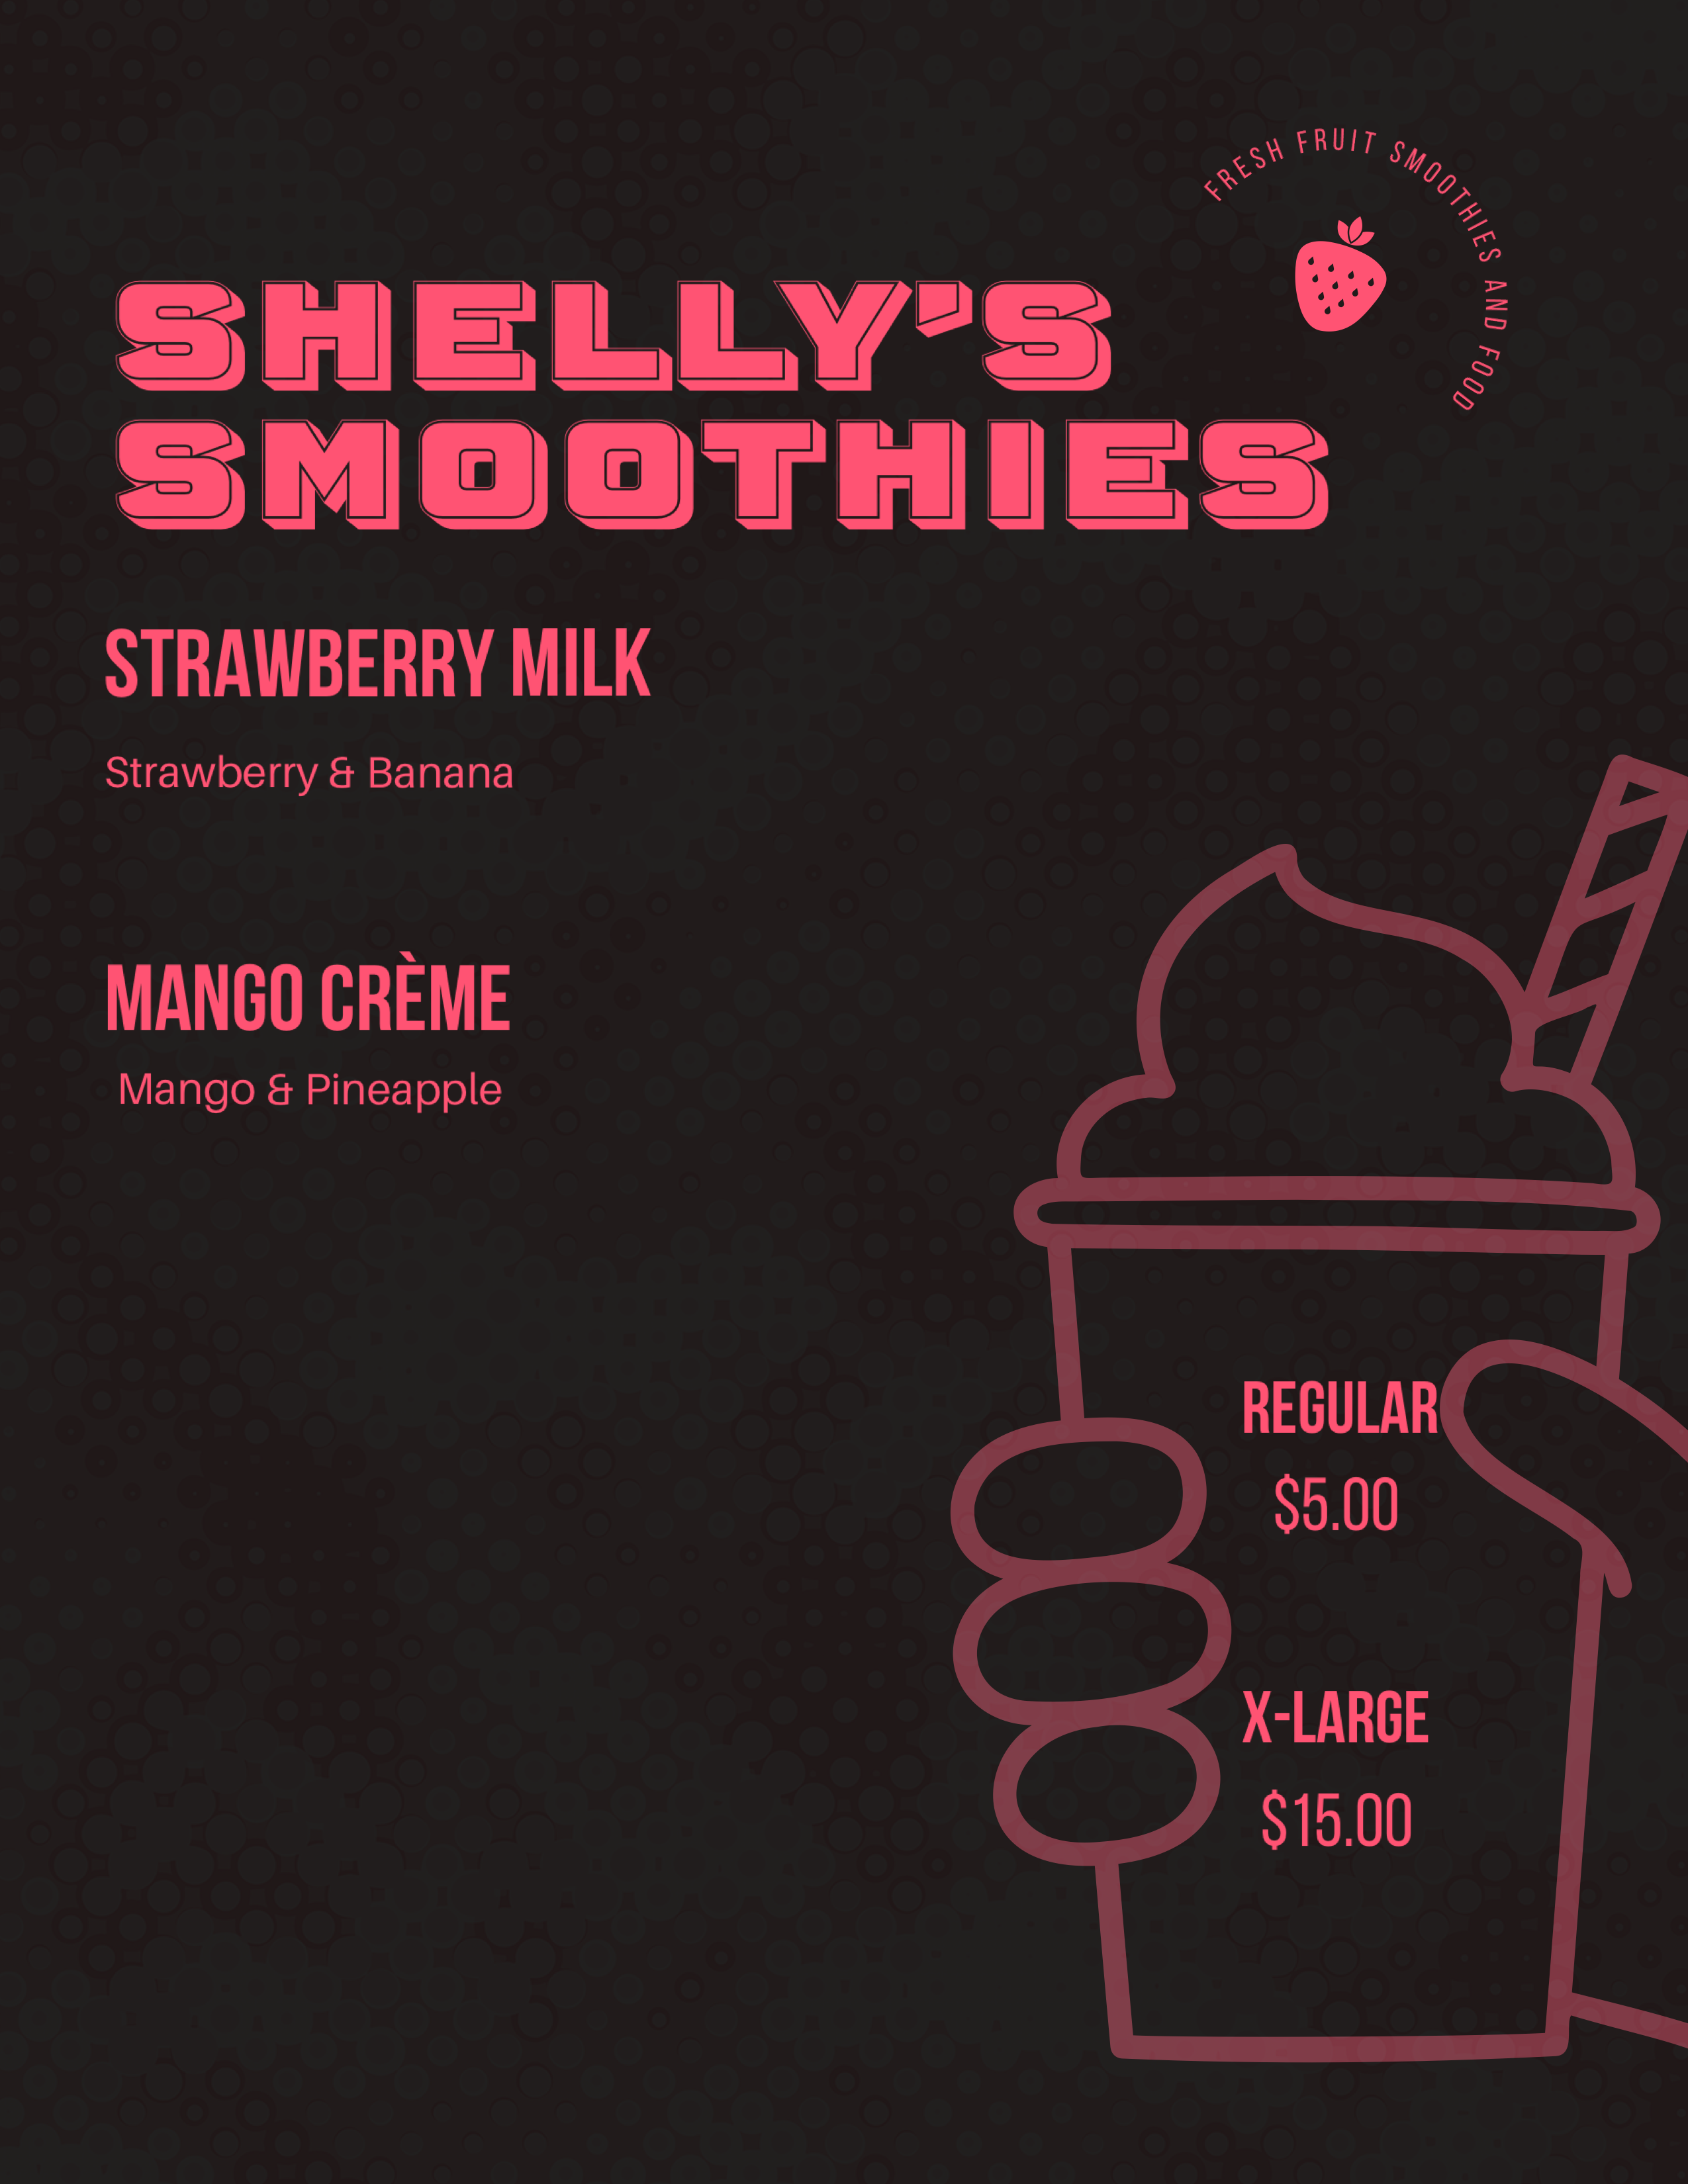 FRESH FRUIT SMOOTHIES AND FOOD
SHELLY'S
SMOOTHIES
STRAWBERRY MILK
Strawberry & Banana
MANGO CRÈME
Mango & Pineapple
REGULAR
$5.00
X-LARGE
$15.00